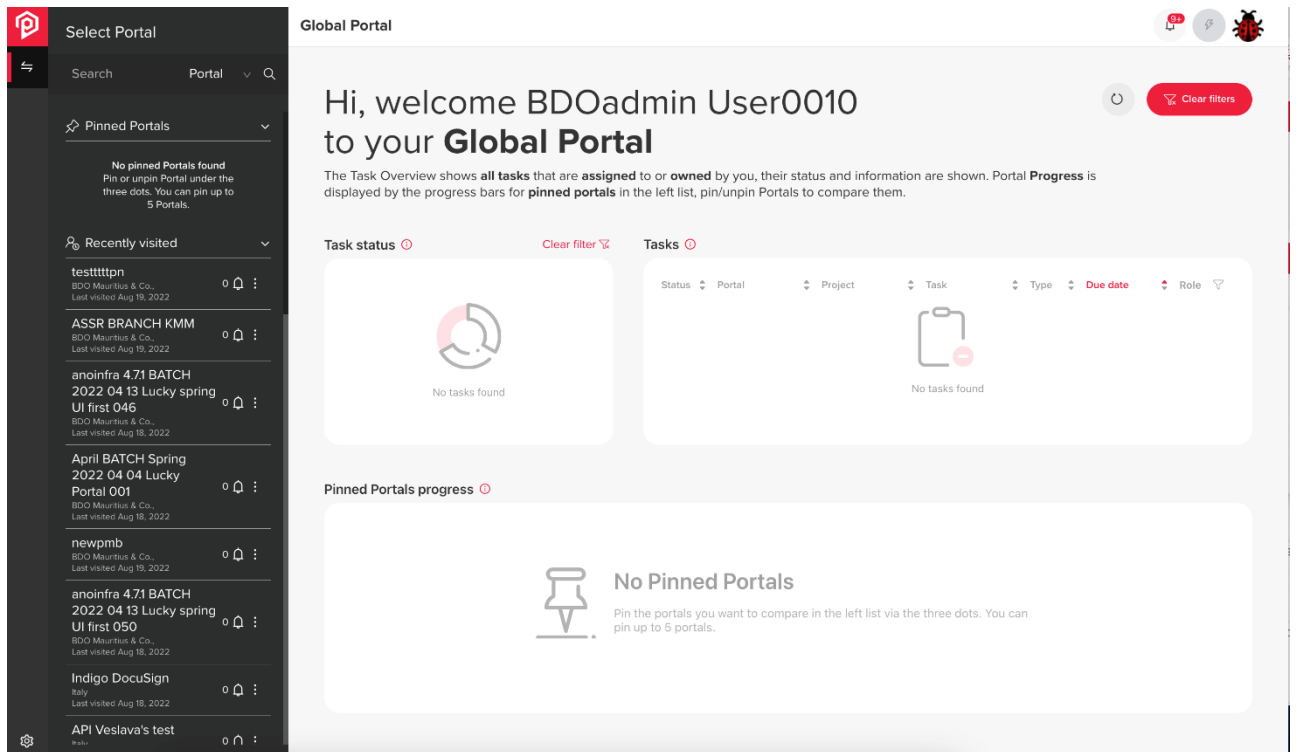 Select Portal
Global Portal
9+
Search
Portal
Pinned Portals
No pinned Portals found
Pin or unpin Portal under the
three dots. You can pin up to
5 Portals.
Recently visited
testttttpn
BDO Mauritius & Co.,
Last visited Aug 19, 2022
0
ASSR BRANCH KMM
BDO Mauritius & Co.,
Last visited Aug 19, 2022
0
anoinfra 4.7.1 BATCH
2022 04 13 Lucky spring
UI first 046
BDO Mauritius & Co.,
Last visited Aug 18, 2022
0
April BATCH Spring
2022 04 04 Lucky
Portal 001
BDO Mauritius & Co.,
Last visited Aug 18, 2022
0
newpmb
BDO Mauritius & Co.,
Last visited Aug 19, 2022
0
anoinfra 4.7.1 BATCH
2022 04 13 Lucky spring
UI first 050
BDO Mauritius & Co.,
Last visited Aug 18, 2022
0
Indigo DocuSign
Italy
Last visited Aug 18, 2022
0
API Veslava's test
Italy
0
Hi, welcome BDOadmin User0010
to your Global Portal
Clear filters
The Task Overview shows all tasks that are assigned to or owned by you, their status and information are shown. Portal Progress is
displayed by the progress bars for pinned portals in the left list, pin/unpin Portals to compare them.
Task status
Clear filter
No tasks found
Tasks
Status Portal Project Task Type Due date Role
No tasks found
Pinned Portals progress
No Pinned Portals
Pin the portals you want to compare in the left list via the three dots. You can
pin up to 5 portals.